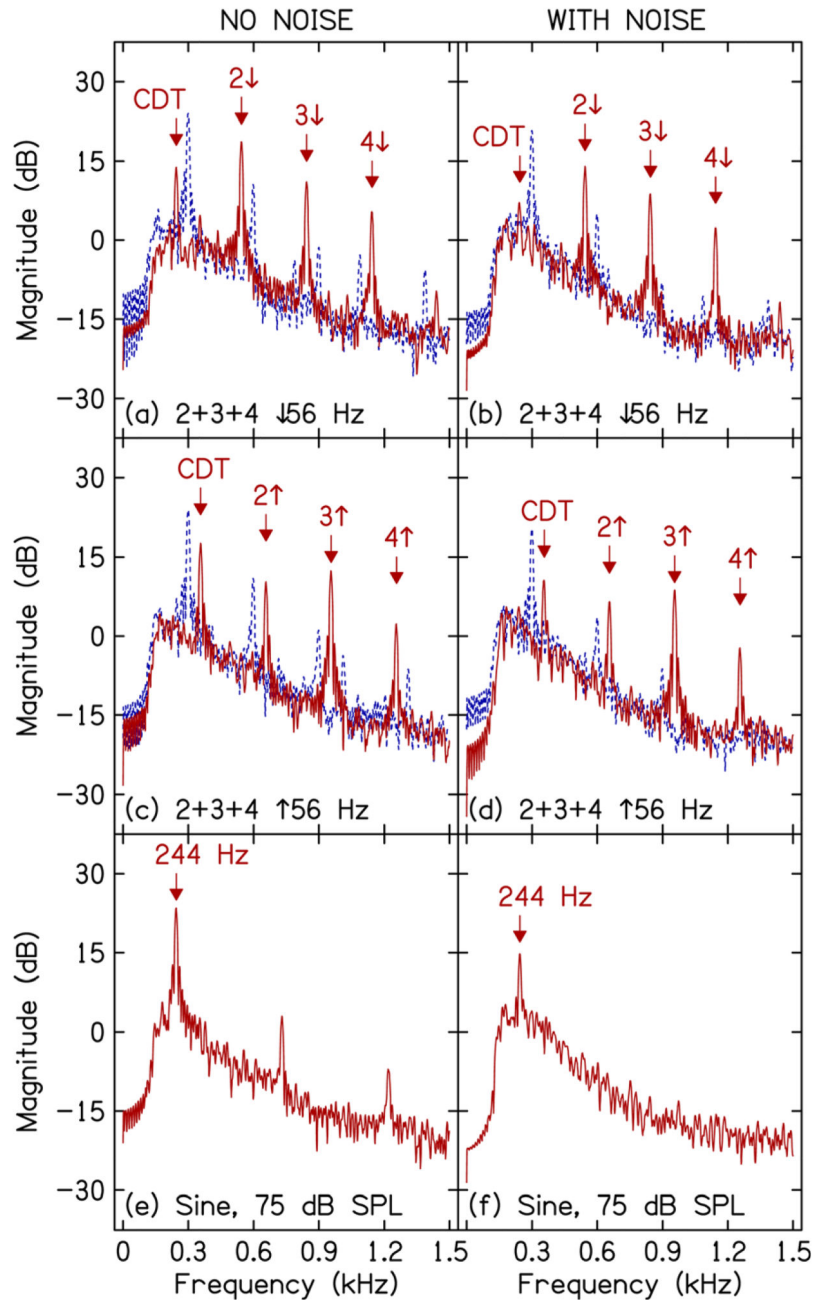 NO NOISE
WITH NOISE
Magnitude (dB)
30
15
0
−15
−30
CDT
2↓
3↓
4↓
(a) 2+3+4 ↓56 Hz
CDT
2↓
3↓
4↓
(b) 2+3+4 ↓56 Hz
Magnitude (dB)
30
15
0
−15
−30
CDT
2↑
3↑
4↑
(c) 2+3+4 ↑56 Hz
CDT
2↑
3↑
4↑
(d) 2+3+4 ↑56 Hz
Magnitude (dB)
30
15
0
−15
−30
244 Hz
(e) Sine, 75 dB SPL
244 Hz
(f) Sine, 75 dB SPL
0 0.3 0.6 0.9 1.2 1.5
0.3 0.6 0.9 1.2 1.5
Frequency (kHz)
Frequency (kHz)